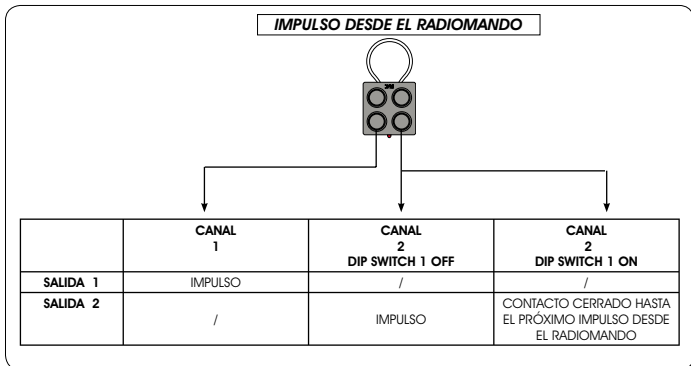 IMPULSO DESDE EL RADIOMANDO
CANAL
1
CANAL
2
DIP SWITCH 1 OFF
CANAL
2
DIP SWITCH 1 ON
SALIDA 1
IMPULSO
/
/
SALIDA 2
/
IMPULSO
CONTACTO CERRADO HASTA
EL PRÓXIMO IMPULSO DESDE
EL RADIOMANDO